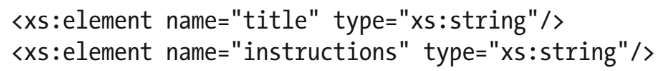 <xs:element name="title" type="xs:string"/>
<xs:element name="instructions" type="xs:string"/>